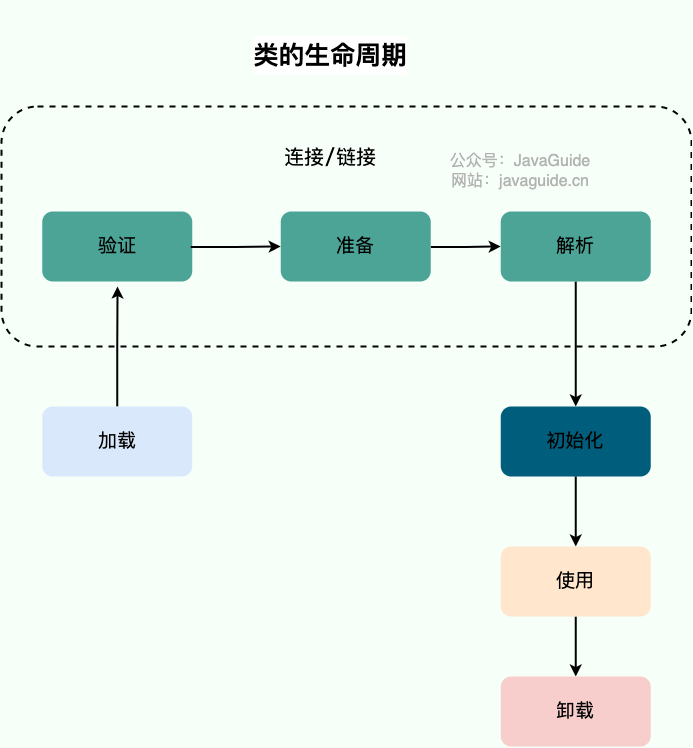 类的生命周期
连接/链接
公众号：JavaGuide
网站：javaguide.cn
验证
准备
解析
加载
初始化
使用
卸载